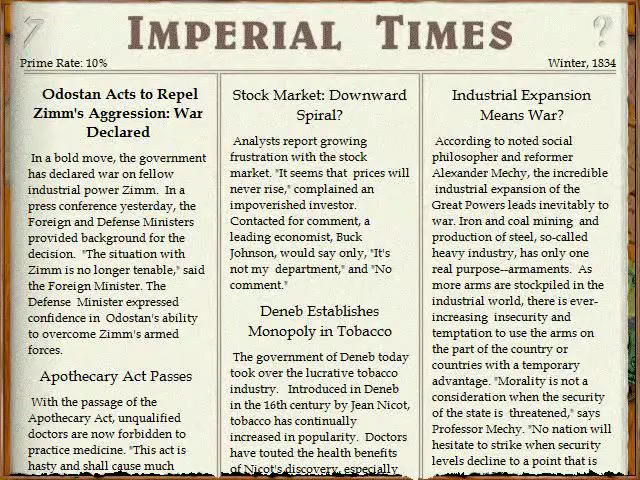 7 IMPERIAL TIMES ?
Prime Rate: 10%
Winter, 1834
Odostan Acts to Repel
Zimm's Aggression: War
Declared
In a bold move, the government
has declared war on fellow
industrial power Zimm. In a
press conference yesterday, the
Foreign and Defense Ministers
provided background for the
decision. "The situation with
Zimm is no longer tenable," said
the Foreign Minister. The
Defense Minister expressed
confidence in Odostan's ability
to overcome Zimm's armed
forces.
Apothecary Act Passes
With the passage of the
Apothecary Act, unqualified
doctors are now forbidden to
practice medicine. "This act is
hasty and shall cause much
Stock Market: Downward
Spiral?
Analysts report growing
frustration with the stock
market. "It seems that prices will
never rise," complained an
impoverished investor.
Contacted for comment, a
leading economist, Buck
Johnson, would say only, "It's
not my department," and "No
comment."
Deneb Establishes
Monopoly in Tobacco
The government of Deneb today
took over the lucrative tobacco
industry. Introduced in Deneb
in the 16th century by Jean Nicot,
tobacco has continually
increased in popularity. Doctors
have touted the health benefits
of Nicot's discovery, especially
Industrial Expansion
Means War?
According to noted social
philosopher and reformer
Alexander Mechy, the incredible
industrial expansion of the
Great Powers leads inevitably to
war. Iron and coal mining and
production of steel, so-called
heavy industry, has only one
real purpose--armaments. As
more arms are stockpiled in the
industrial world, there is ever-
increasing insecurity and
temptation to use the arms on
the part of the country or
countries with a temporary
advantage. "Morality is not a
consideration when the security
of the state is threatened," says
Professor Mechy. "No nation will
hesitate to strike when security
levels decline to a point that is